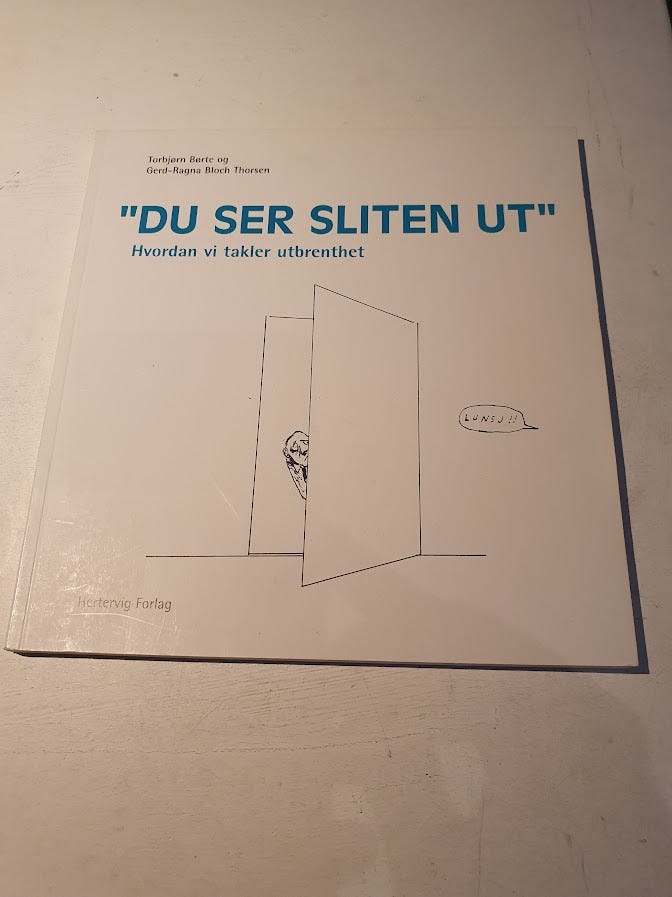 Torbjørn Børte og
Gerd-Ragna Bloch Thorsen
"DU SER SLITEN UT"
Hvordan vi takler utbrenthet
LUNSJ!!
Hertervig Forlag